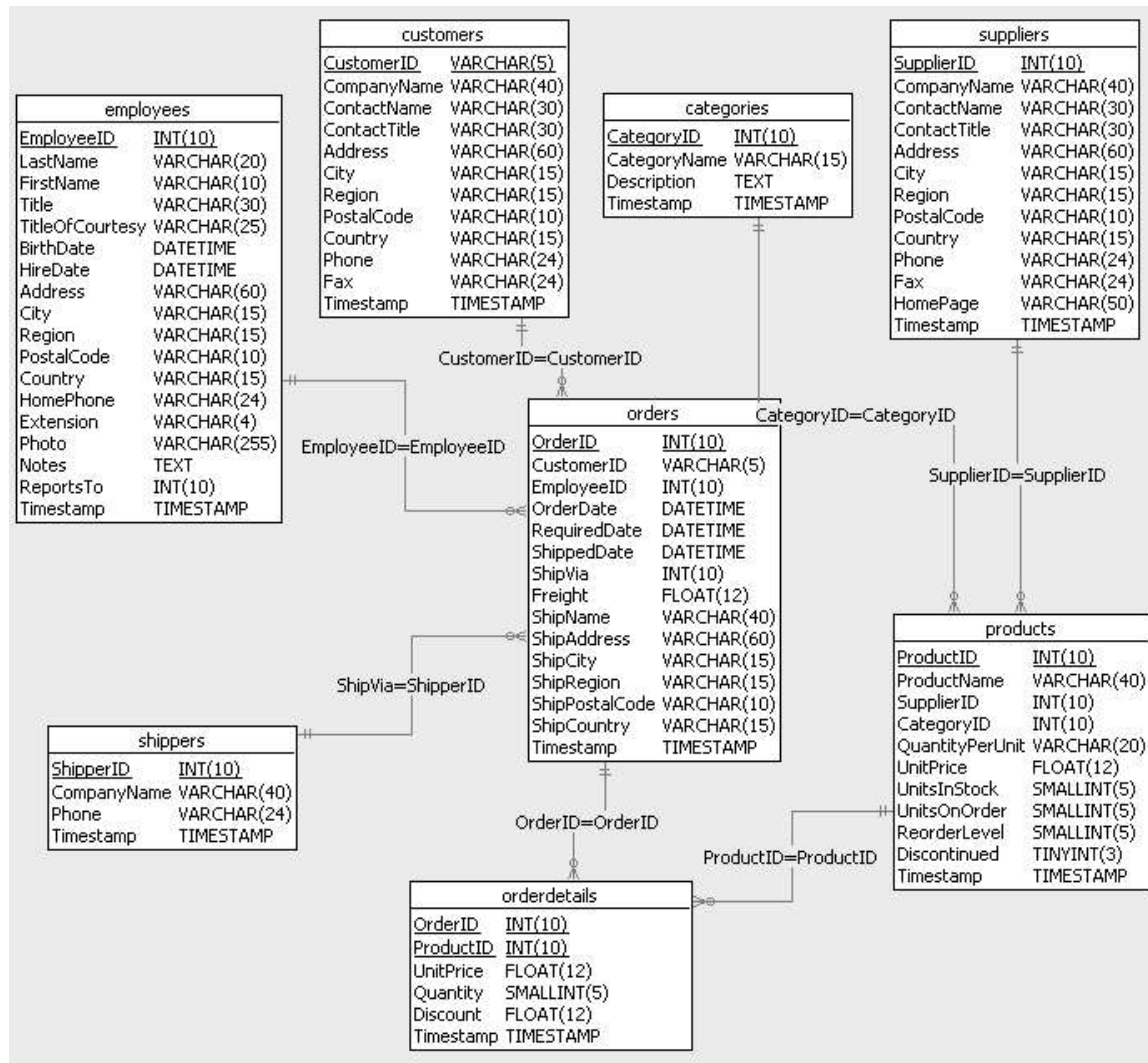 customers
CustomerID VARCHAR(5)
CompanyName VARCHAR(40)
ContactName VARCHAR(30)
ContactTitle VARCHAR(30)
Address VARCHAR(60)
City VARCHAR(15)
Region VARCHAR(15)
PostalCode VARCHAR(10)
Country VARCHAR(15)
Phone VARCHAR(24)
Fax VARCHAR(24)
Timestamp TIMESTAMP
suppliers
SupplierID INT(10)
CompanyName VARCHAR(40)
ContactName VARCHAR(30)
ContactTitle VARCHAR(30)
Address VARCHAR(60)
City VARCHAR(15)
Region VARCHAR(15)
PostalCode VARCHAR(10)
Country VARCHAR(15)
Phone VARCHAR(24)
Fax VARCHAR(24)
HomePage VARCHAR(50)
Timestamp TIMESTAMP
employees
EmployeeID INT(10)
LastName VARCHAR(20)
FirstName VARCHAR(10)
Title VARCHAR(30)
TitleOfCourtesy VARCHAR(25)
BirthDate DATETIME
HireDate DATETIME
Address VARCHAR(60)
City VARCHAR(15)
Region VARCHAR(15)
PostalCode VARCHAR(10)
Country VARCHAR(15)
HomePhone VARCHAR(24)
Extension VARCHAR(4)
Photo VARCHAR(255)
Notes TEXT
ReportsTo INT(10)
Timestamp TIMESTAMP
categories
CategoryID INT(10)
CategoryName VARCHAR(15)
Description TEXT
Timestamp TIMESTAMP
CustomerID=CustomerID
EmployeeID=EmployeeID
CategoryID=CategoryID
SupplierID=SupplierID
orders
OrderID INT(10)
CustomerID VARCHAR(5)
EmployeeID INT(10)
OrderDate DATETIME
RequiredDate DATETIME
ShippedDate DATETIME
ShipVia INT(10)
Freight FLOAT(12)
ShipName VARCHAR(40)
ShipAddress VARCHAR(60)
ShipCity VARCHAR(15)
ShipRegion VARCHAR(15)
ShipPostalCode VARCHAR(10)
ShipCountry VARCHAR(15)
Timestamp TIMESTAMP
products
ProductID INT(10)
ProductName VARCHAR(40)
SupplierID INT(10)
CategoryID INT(10)
QuantityPerUnit VARCHAR(20)
UnitPrice FLOAT(12)
UnitsInStock SMALLINT(5)
UnitsOnOrder SMALLINT(5)
ReorderLevel SMALLINT(5)
Discontinued TINYINT(3)
Timestamp TIMESTAMP
ShipVia=ShipperID
shippers
ShipperID INT(10)
CompanyName VARCHAR(40)
Phone VARCHAR(24)
Timestamp TIMESTAMP
OrderID=OrderID
ProductID=ProductID
orderdetails
OrderID INT(10)
ProductID INT(10)
UnitPrice FLOAT(12)
Quantity SMALLINT(5)
Discount FLOAT(12)
Timestamp TIMESTAMP